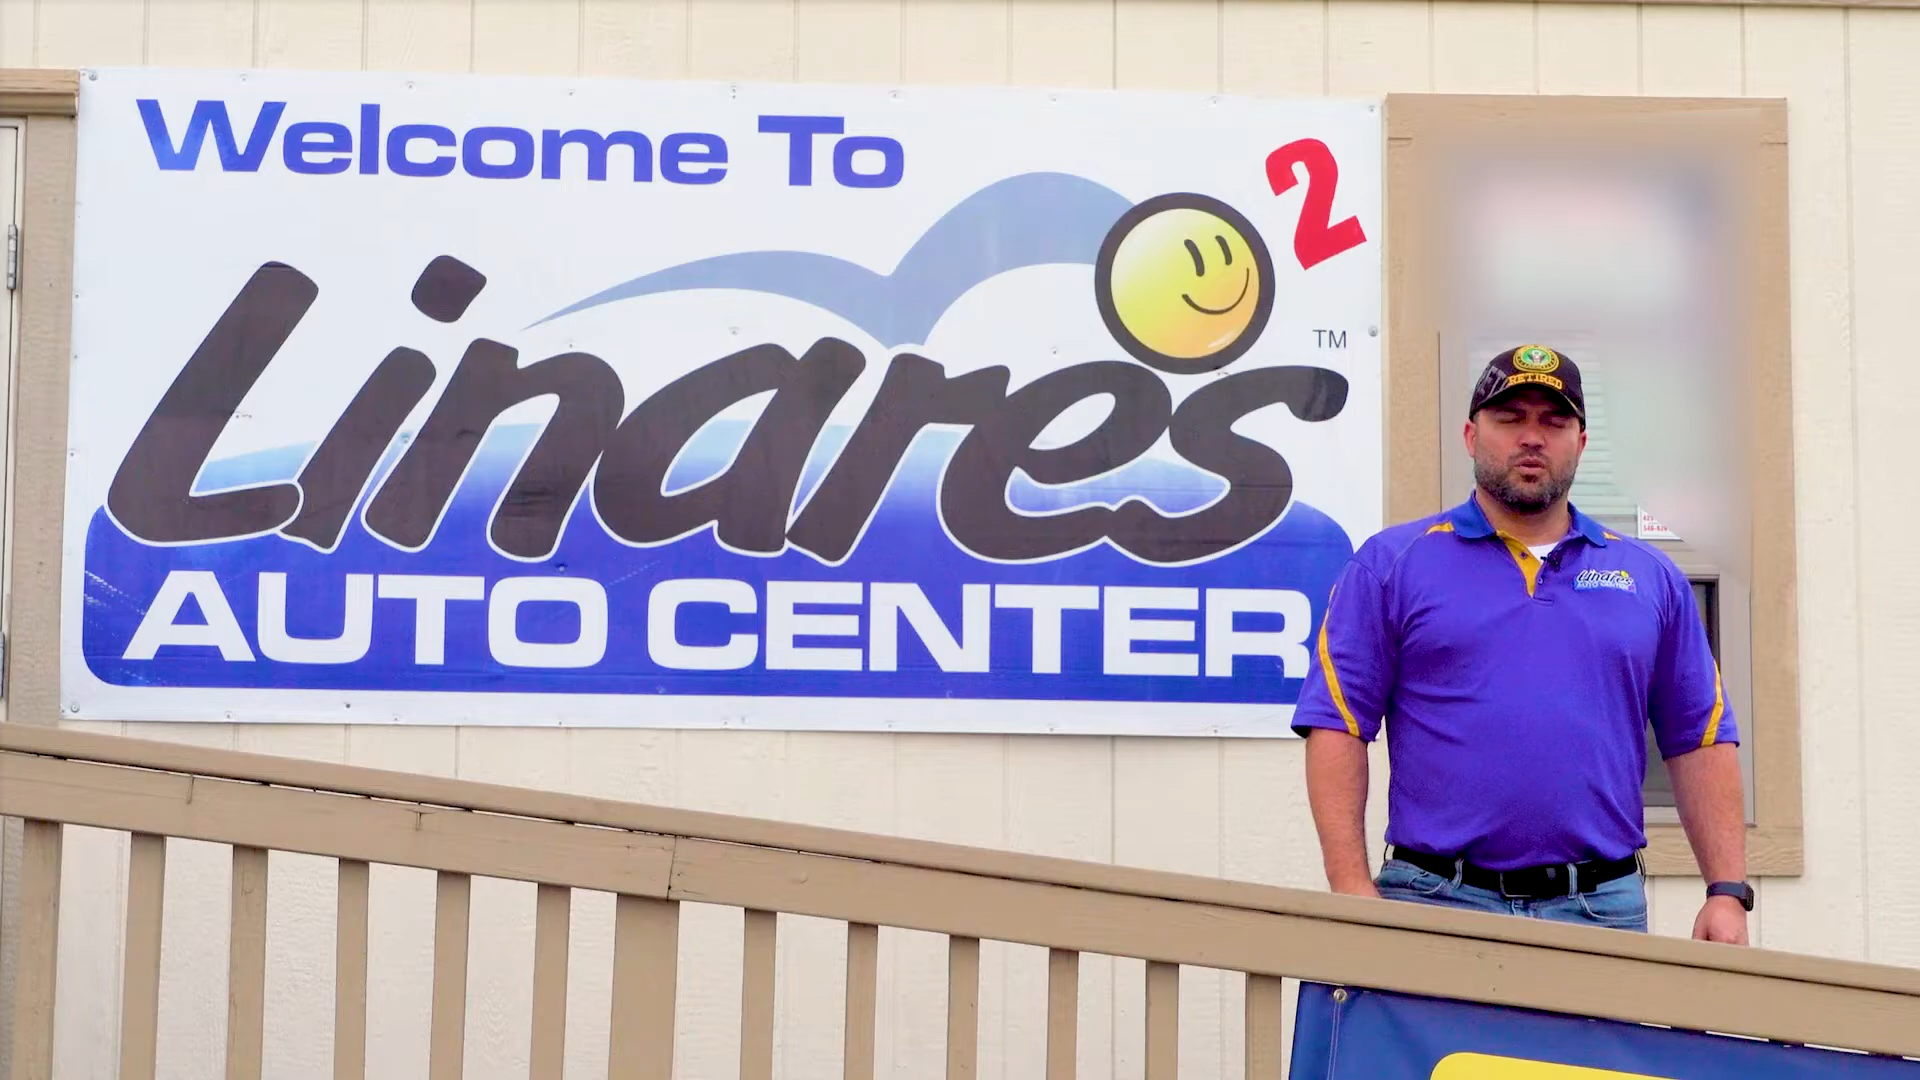 Welcome To
2
Linares
TM
AUTO CENTER
RETIRED
Linares
AUTO CENTER